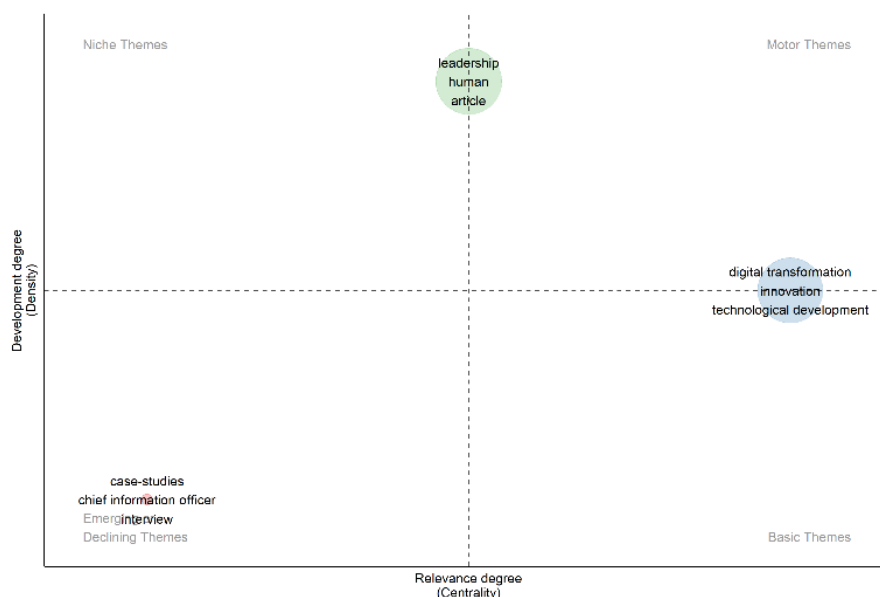 Niche Themes
Motor Themes
leadership
human
article
digital transformation
innovation
technological development
Development degree
(Density)
case-studies
chief information officer
interview
Declining Themes
Basic Themes
Relevance degree
(Centrality)